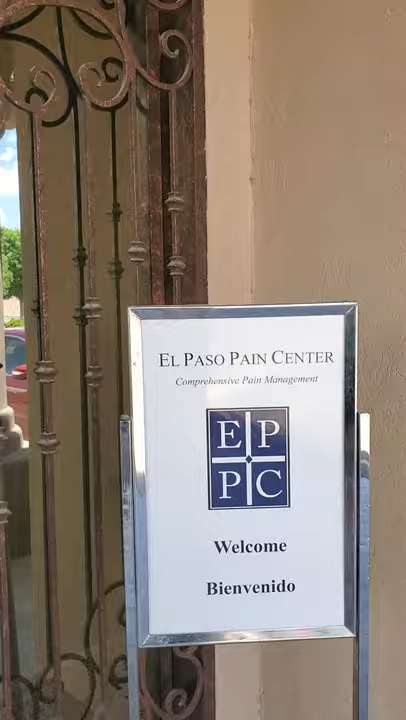 EL PASO PAIN CENTER
Comprehensive Pain Management
E P
P C
Welcome
Bienvenido